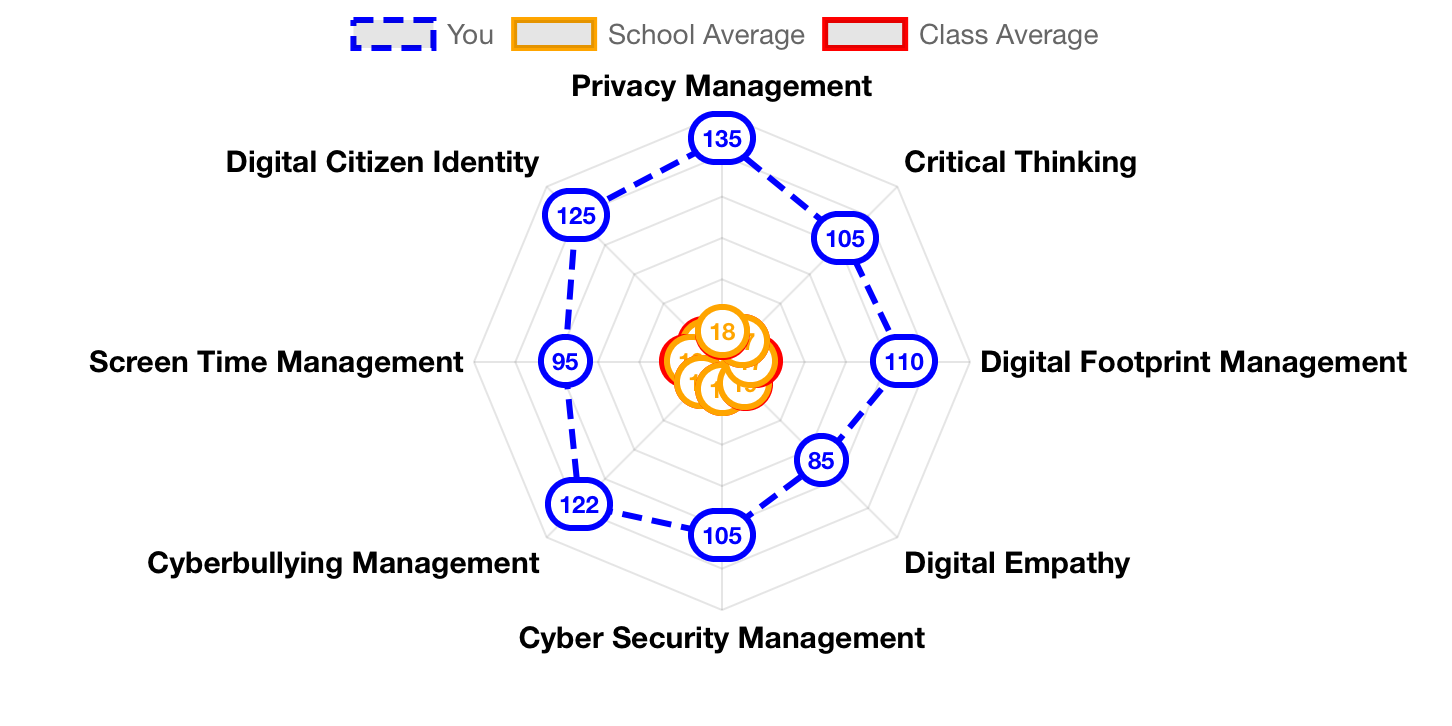 You School Average Class Average
Privacy Management
135
Digital Citizen Identity
Critical Thinking
125
105
18
Screen Time Management
95
110
Digital Footprint Management
85
122
105
Cyberbullying Management
Digital Empathy
Cyber Security Management